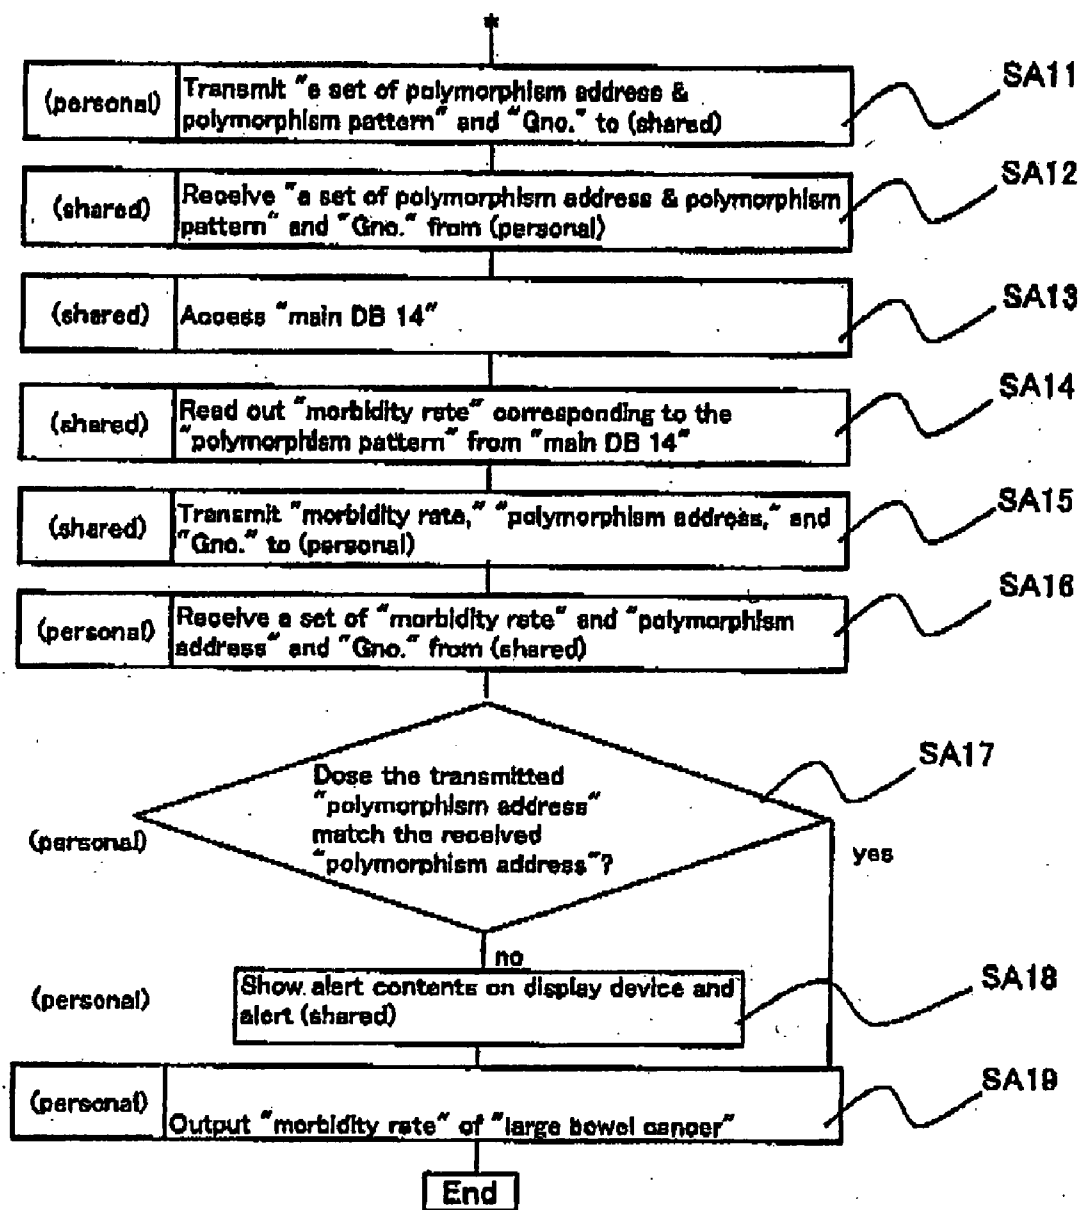 *
SA11
(personal)
Transmit "a set of polymorphism address &
polymorphism pattern" and "Gno." to (shared)
SA12
(shared)
Receive "a set of polymorphism address & polymorphism
pattern" and "Gno." from (personal)
SA13
(shared)
Access "main DB 14"
SA14
(shared)
Read out "morbidity rate" corresponding to the
"polymorphism pattern" from "main DB 14"
SA15
(shared)
Transmit "morbidity rate," "polymorphism address," and
"Gno." to (personal)
SA16
(personal)
Receive a set of "morbidity rate" and "polymorphism
address" and "Gno." from (shared)
SA17
(personal)
Dose the transmitted
"polymorphism address"
match the received
"polymorphism address"?
yes
no
SA18
(personal)
Show alert contents on display device and
alert (shared)
SA19
(personal)
Output "morbidity rate" of "large bowel cancer"
End